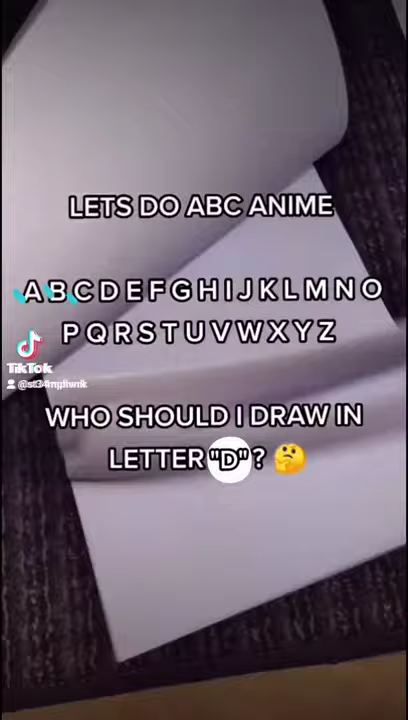 LETS DO ABC ANIME
A B C D E F G H I J K L M N O
P Q R S T U V W X Y Z
TikTok
WHO SHOULD I DRAW IN
LETTER "D"? 🤔